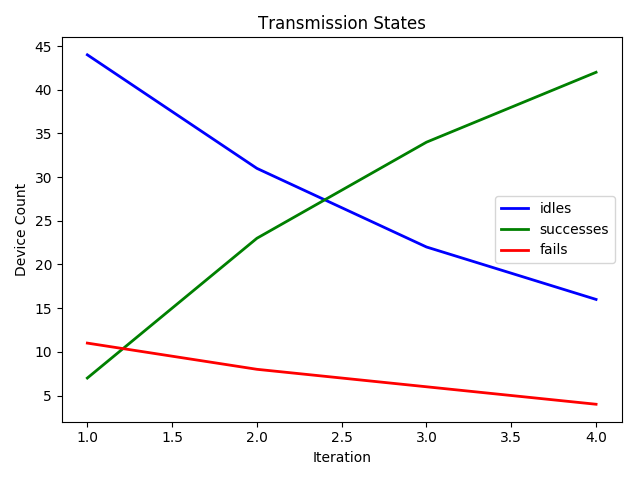 Transmission States
45
40
35
30
25
20
15
10
5
Device Count
idles
successes
fails
1.0 1.5 2.0 2.5 3.0 3.5 4.0
Iteration